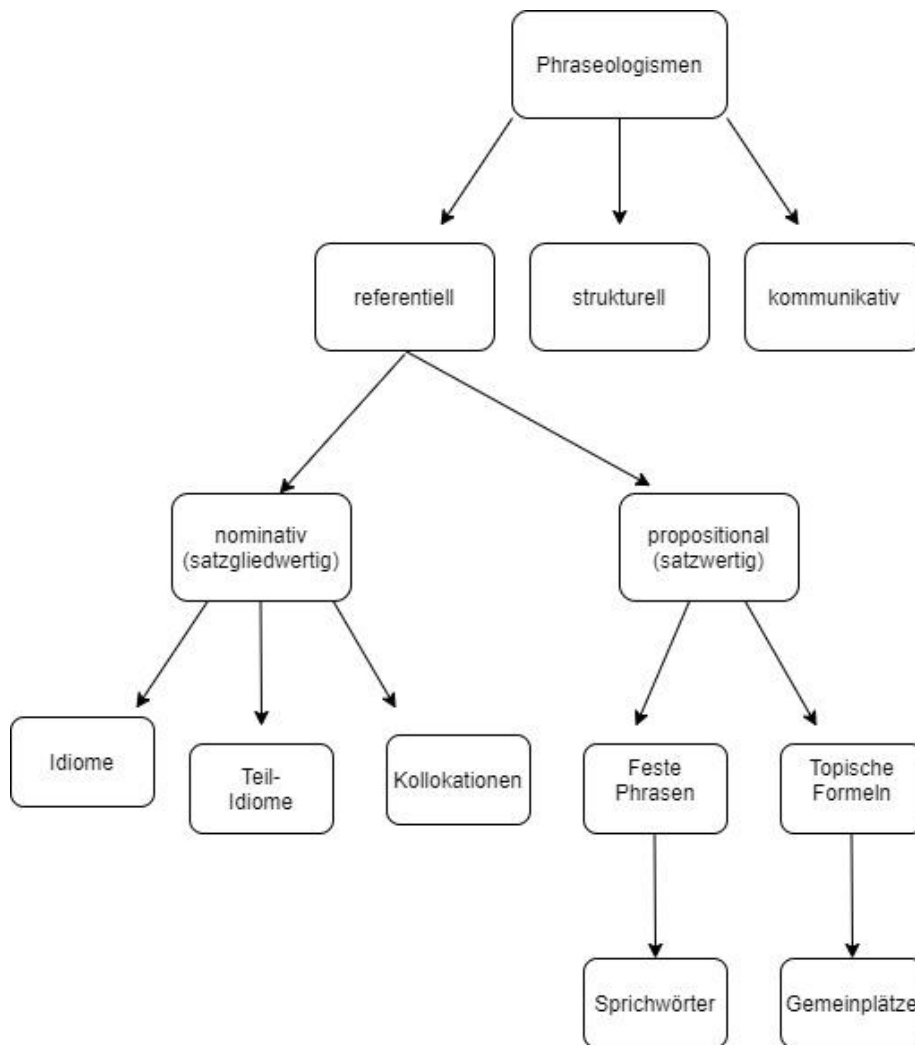 Phraseologismen
referentiell
strukturell
kommunikativ
nominativ
(satzgliedwertig)
propositional
(satzwertig)
Idiome
Teil-
Idiome
Kollokationen
Feste
Phrasen
Topische
Formeln
Sprichwörter
Gemeinplätze